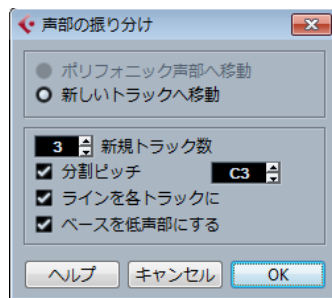 声部の振り分け
ポリフォニック声部へ移動
新しいトラックへ移動
3 新規トラック数
分割ピッチ C3
ラインを各トラックに
ベースを低声部にする
ヘルプ キャンセル OK